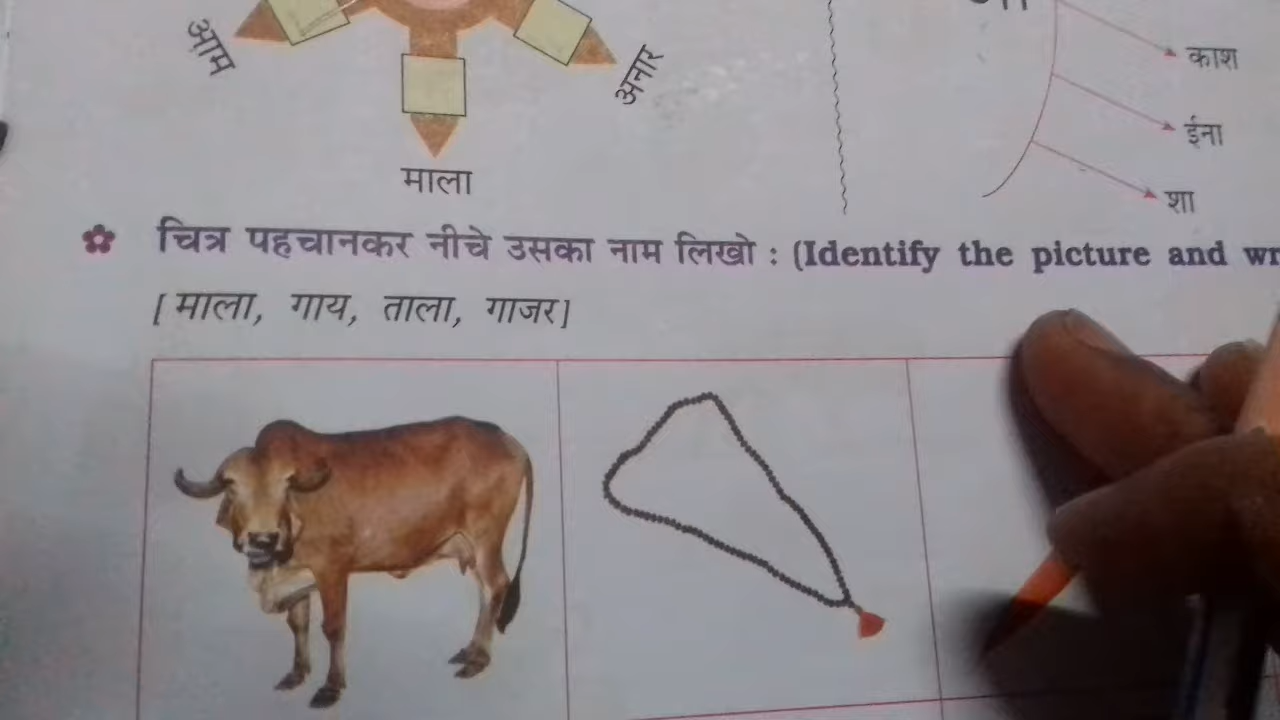 आम
अनार
माला
काश
ईना
शा
चित्र पहचानकर नीचे उसका नाम लिखो : (Identify the picture and
[माला, गाय, ताला, गाजर]